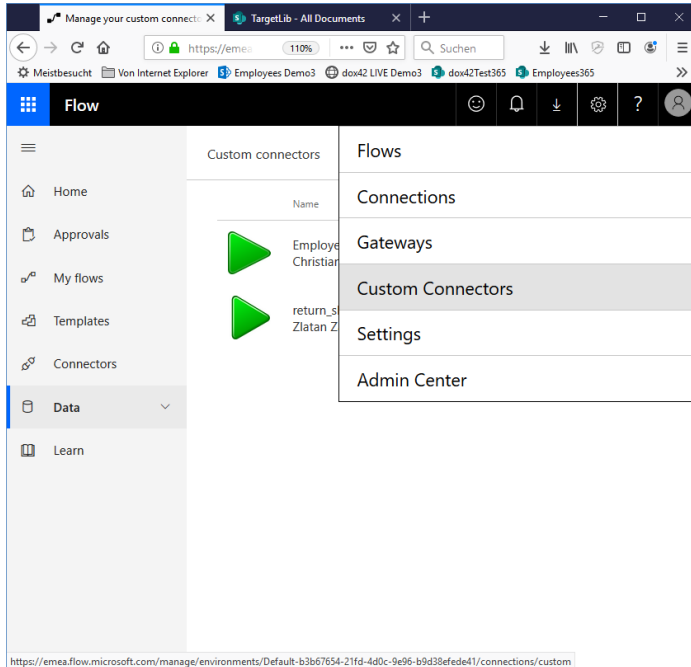 Manage your custom connecto
TargetLib - All Documents
https://emea
110%
Suchen
Meistbesucht
Von Internet Explorer
Employees Demo3
dox42 LIVE Demo3
dox42Test365
Employees365
Flow
?
Home
Approvals
My flows
Templates
Connectors
Data
Learn
Custom connectors
Name
Employe
Christian
return_sl
Zlatan Z
Flows
Connections
Gateways
Custom Connectors
Settings
Admin Center
https://emea.flow.microsoft.com/manage/environments/Default-b3b67654-21fd-4d0c-9e96-b9d38efede41/connections/custom